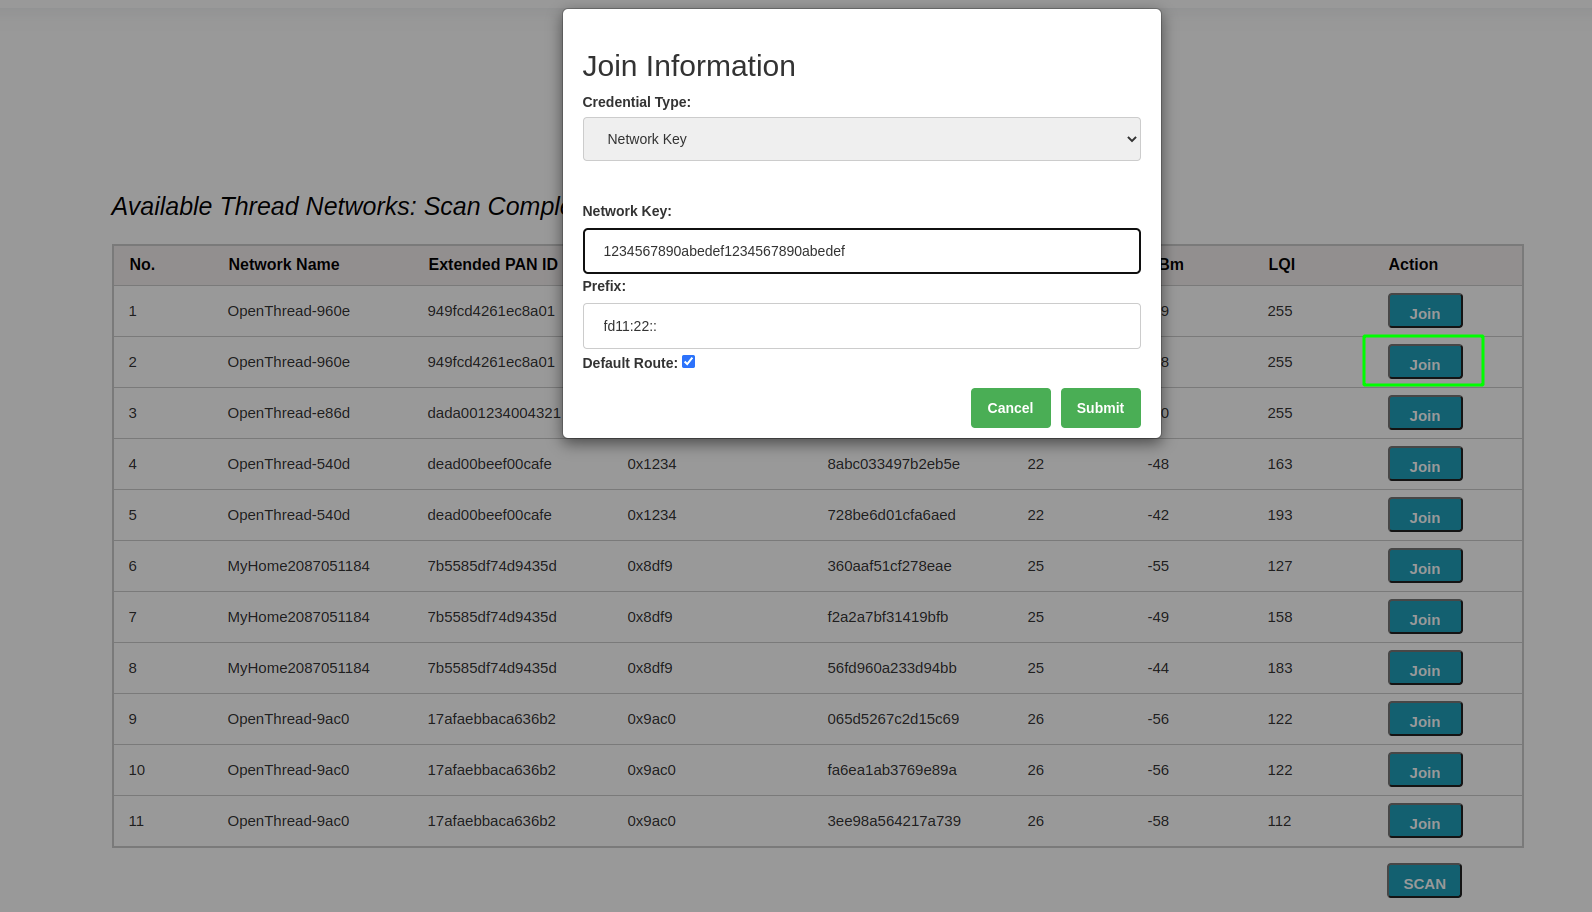 Join Information
Credential Type:
Network Key
Network Key:
1234567890abedef1234567890abedef
Prefix:
fd11:22::
Default Route:
Cancel Submit
Available Thread Networks: Scan
No. Network Name Extended PAN ID LQI Action
1 OpenThread-960e 949fcd4261ec8a01 255 Join
2 OpenThread-960e 949fcd4261ec8a01 255 Join
3 OpenThread-e86d dada001234004321 255 Join
4 OpenThread-540d dead00beef00cafe 0x1234 8abc033497b2eb5e 22 -48 163 Join
5 OpenThread-540d dead00beef00cafe 0x1234 728be6d01cfa6aed 22 -42 193 Join
6 MyHome2087051184 7b5585df74d9435d 0x8df9 360aaf51cf278eae 25 -55 127 Join
7 MyHome2087051184 7b5585df74d9435d 0x8df9 f2a2a7bf31419bfb 25 -49 158 Join
8 MyHome2087051184 7b5585df74d9435d 0x8df9 56fd960a233d94bb 25 -44 183 Join
9 OpenThread-9ac0 17afaebbaca636b2 0x9ac0 065d5267c2d15c69 26 -56 122 Join
10 OpenThread-9ac0 17afaebbaca636b2 0x9ac0 fa6ea1ab3769e89a 26 -56 122 Join
11 OpenThread-9ac0 17afaebbaca636b2 0x9ac0 3ee98a564217a739 26 -58 112 Join
SCAN